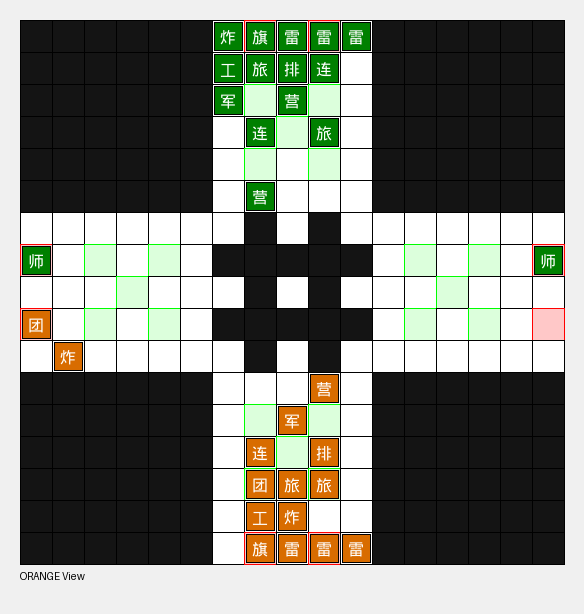 炸 旗 雷 雷 雷
工 旅 排 连
军 营
连 旅
营
师 师
团
炸
营
军
连 排
团 旅 旅
工 炸
旗 雷 雷 雷
ORANGE View